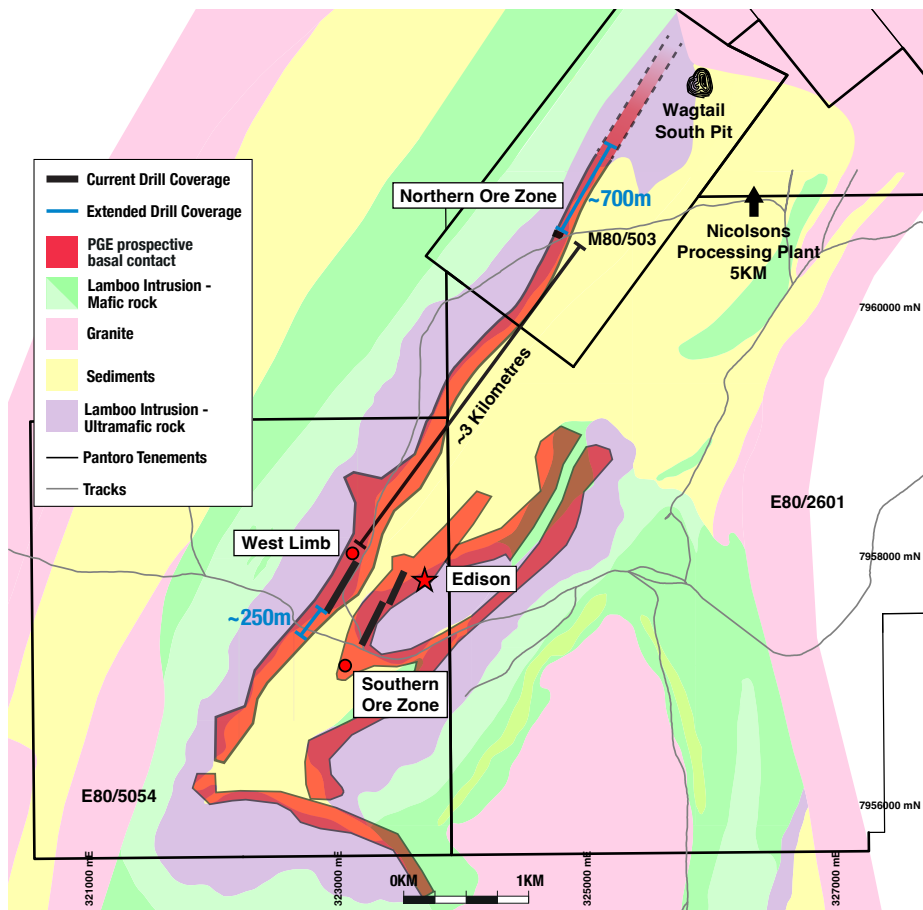 Wagtail
South Pit
Current Drill Coverage
Extended Drill Coverage
PGE prospective
basal contact
Lamboo Intrusion -
Mafic rock
Granite
Sediments
Lamboo Intrusion -
Ultramafic rock
Pantoro Tenements
Tracks
Northern Ore Zone
~700m
M80/503
Nicolsons
Processing Plant
5KM
7960000 mN
~3 Kilometres
E80/2601
West Limb
7958000 mN
Edison
~250m
Southern
Ore Zone
E80/5054
7956000 mN
321000 mE
323000 mE
325000 mE
327000 mE
0KM
1KM